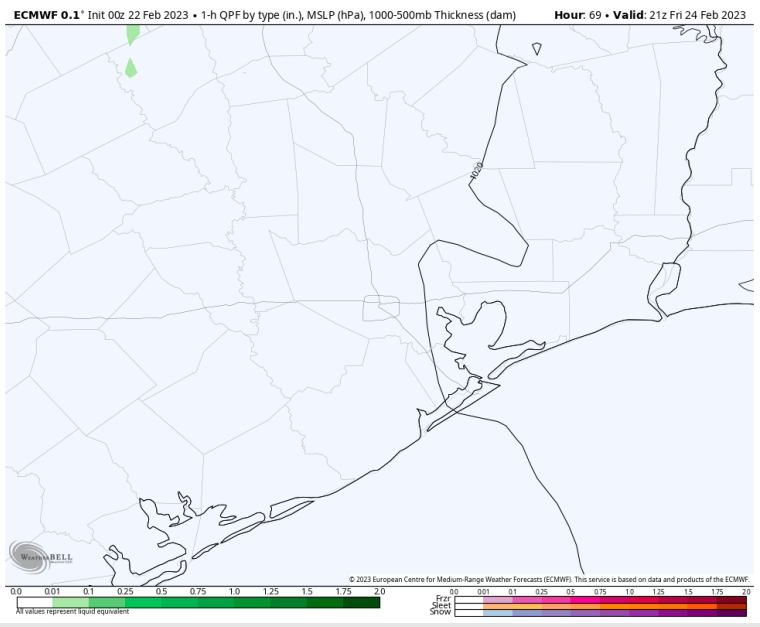 ECMWF 0.1° Init 00z 22 Feb 2023 • 1-h QPF by type (in.), MSLP (hPa), 1000-500mb Thickness (dam)
Hour: 69 • Valid: 21z Fri 24 Feb 2023
1020
WEATHERBELL
© 2023 European Centre for Medium-Range Weather Forecasts (ECMWF). This service is based on data and products of the ECMWF.
0.0 0.01 0.1 0.25 0.5 0.75 1.0 1.25 1.5 1.75 2.0
All values represent liquid equivalent
0.0 0.01 0.1 0.25 0.5 0.75 1.0 1.25 1.5 1.75 2.0
Frzr
Sleet
Snow